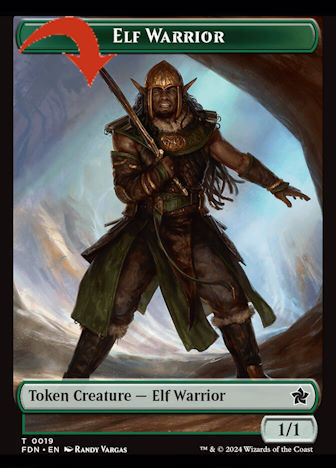 Elf Warrior
Token Creature — Elf Warrior
1/1
T 0019
FDN • EN Randy Vargas
™ & © 2024 Wizards of the Coast